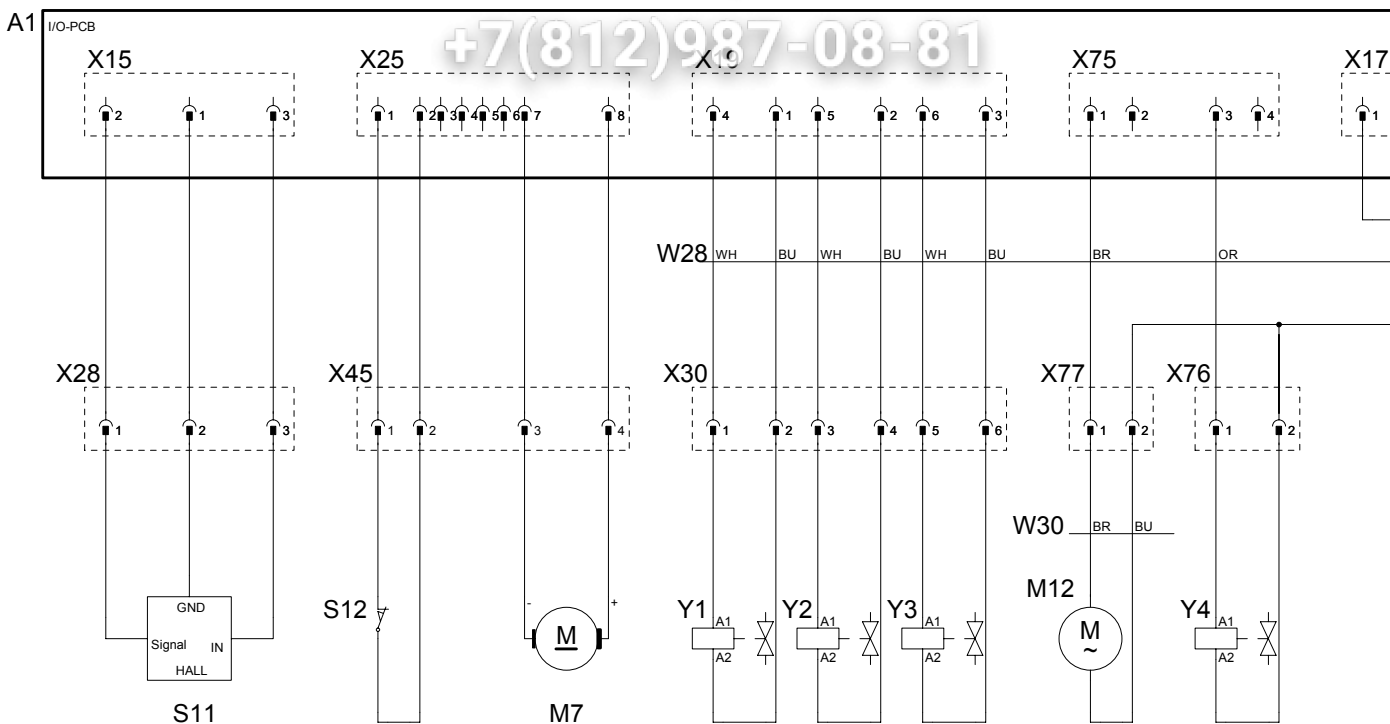 +7(812)987-08-81
A1 I/O-PCB
X15 X25 X19 X75 X17
2 1 3 1 2 3 4 5 6 7 8 4 1 5 2 6 3 1 2 3 4 1
W28 WH BU WH BU WH BU BR OR
X28 X45 X30 X77 X76
1 2 3 1 2 3 4 1 2 3 4 5 6 1 2 1 2
W30 BR BU
GND
Signal IN
HALL
S11
S12
- +
M
M7
Y1 A1 A2
Y2 A1 A2
Y3 A1 A2
M12
M
~
Y4 A1 A2